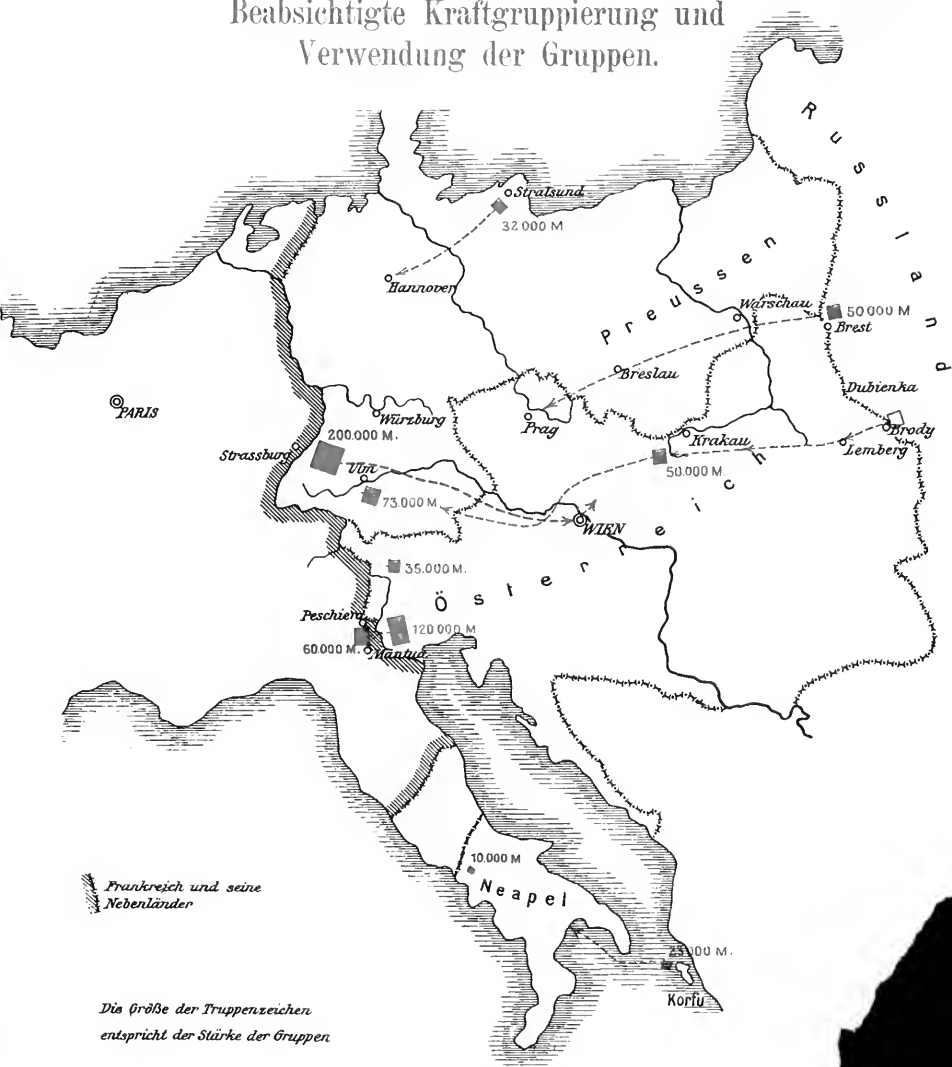 Beabsichtigte Kraftgruppierung und
Verwendung der Gruppen.
Russland
Stralsund
32 000 M
Hannover
Preussen
Warschau
50 000 M
Brest
Breslau
Dubienka
PARIS
Würzburg
Prag
Krakau
Brody
Lemberg
200.000 M.
Strassburg
Ulm
50.000 M.
73.000 M
WIEN
35.000 M.
Österreich
Peschiera
120 000 M
60.000 M.
Mantua
10.000 M
Neapel
Frankreich und seine
Nebenländer
23000 M.
Korfu
Die Größe der Truppenzeichen
entspricht der Stärke der Gruppen